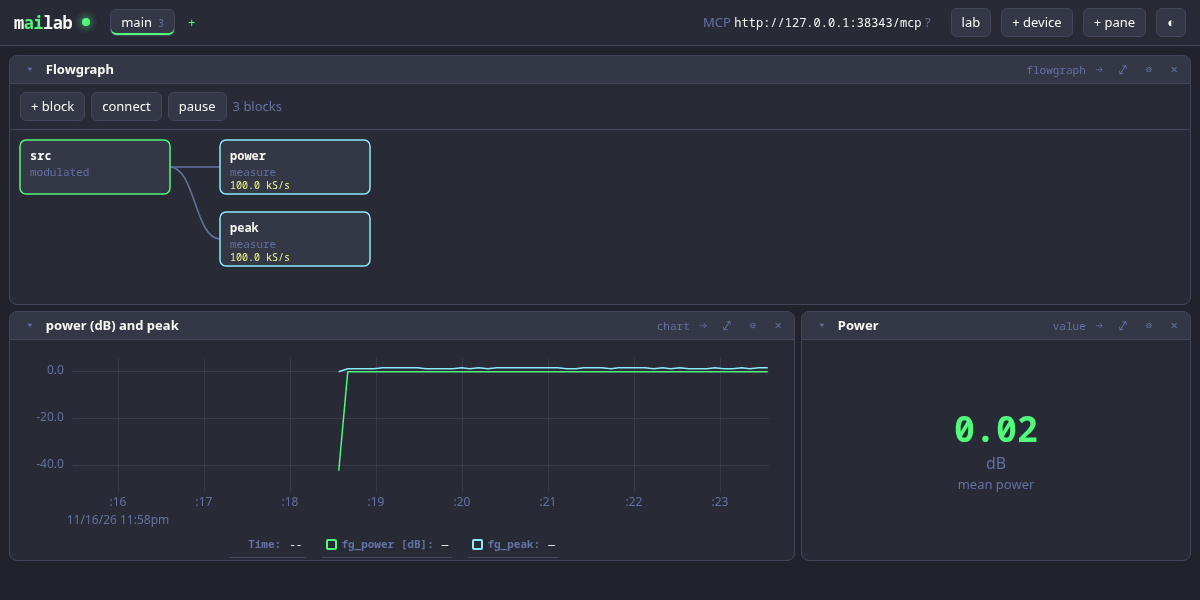 mailab
main 3 +
MCP http://127.0.0.1:38343/mcp ?
lab
+ device
+ pane
Flowgraph
flowgraph →
+ block
connect
pause
3 blocks
src
modulated
power
measure
100.0 kS/s
peak
measure
100.0 kS/s
power (dB) and peak
chart →
0.0
-20.0
-40.0
:16 :17 :18 :19 :20 :21 :22 :23
11/16/26 11:58pm
Time: -- fg_power [dB]: — fg_peak: —
Power
value →
0.02
dB
mean power